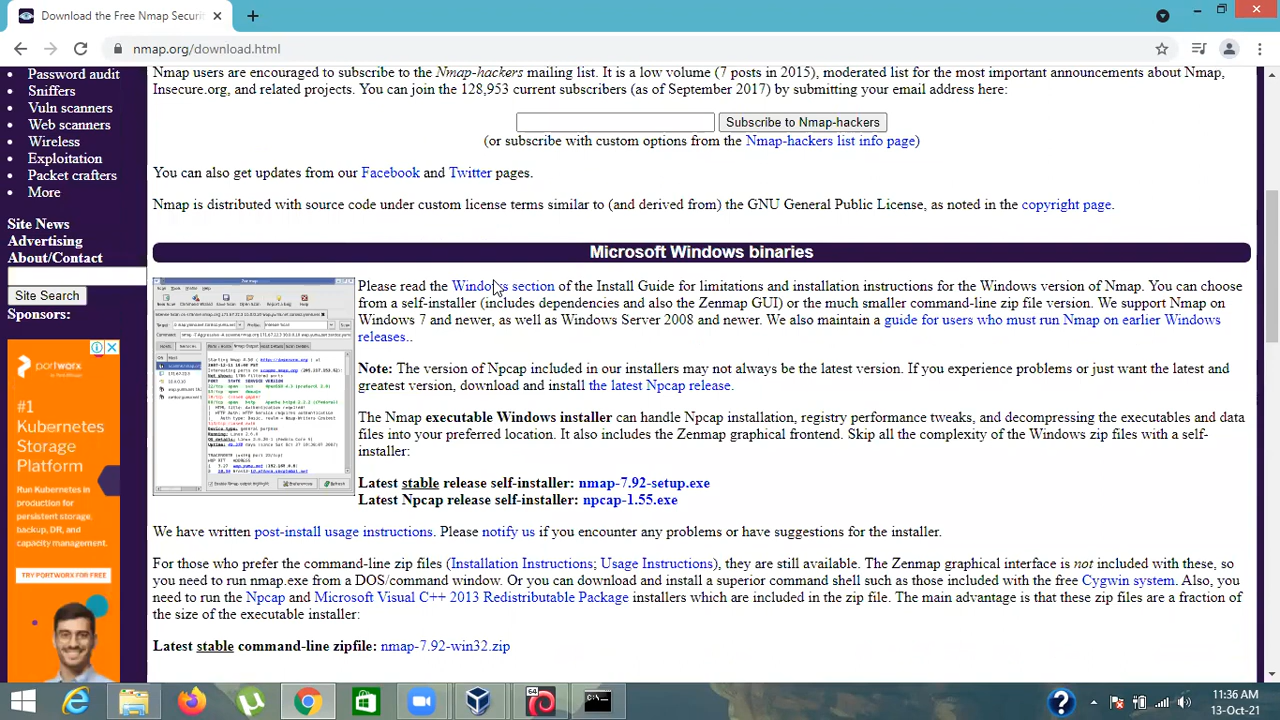 Download the Free Nmap Securi
nmap.org/download.html
Password audit
Sniffers
Vuln scanners
Web scanners
Wireless
Exploitation
Packet crafters
More
Site News
Advertising
About/Contact
Site Search
Sponsors:
portworx
#1
Kubernetes
Storage
Platform
Run Kubernetes in
production for
persistent storage,
backup, DR, and
capacity management.
TRY PORTWORX FOR FREE
Nmap users are encouraged to subscribe to the Nmap-hackers mailing list. It is a low volume (7 posts in 2015), moderated list for the most important announcements about Nmap,
Insecure.org, and related projects. You can join the 128,953 current subscribers (as of September 2017) by submitting your email address here:
Subscribe to Nmap-hackers
(or subscribe with custom options from the Nmap-hackers list info page)
You can also get updates from our Facebook and Twitter pages.
Nmap is distributed with source code under custom license terms similar to (and derived from) the GNU General Public License, as noted in the copyright page.
Microsoft Windows binaries
Please read the Windows section of the Install Guide for limitations and installation instructions for the Windows version of Nmap. You can choose
from a self-installer (includes dependencies and also the Zenmap GUI) or the much smaller command-line zip file version. We support Nmap on
Windows 7 and newer, as well as Windows Server 2008 and newer. We also maintain a guide for users who must run Nmap on earlier Windows
releases..
Note: The version of Npcap included in our installers may not always be the latest version. If you experience problems or just want the latest and
greatest version, download and install the latest Npcap release.
The Nmap executable Windows installer can handle Npcap installation, registry performance tweaks, and decompressing the executables and data
files into your preferred location. It also includes the Zenmap graphical frontend. Skip all the complexity of the Windows zip files with a self-
installer:
Latest stable release self-installer: nmap-7.92-setup.exe
Latest Npcap release self-installer: npcap-1.55.exe
We have written post-install usage instructions. Please notify us if you encounter any problems or have suggestions for the installer.
For those who prefer the command-line zip files (Installation Instructions; Usage Instructions), they are still available. The Zenmap graphical interface is not included with these, so
you need to run nmap.exe from a DOS/command window. Or you can download and install a superior command shell such as those included with the free Cygwin system. Also, you
need to run the Npcap and Microsoft Visual C++ 2013 Redistributable Package installers which are included in the zip file. The main advantage is that these zip files are a fraction of
the size of the executable installer:
Latest stable command-line zipfile: nmap-7.92-win32.zip
64
11:36 AM
13-Oct-21